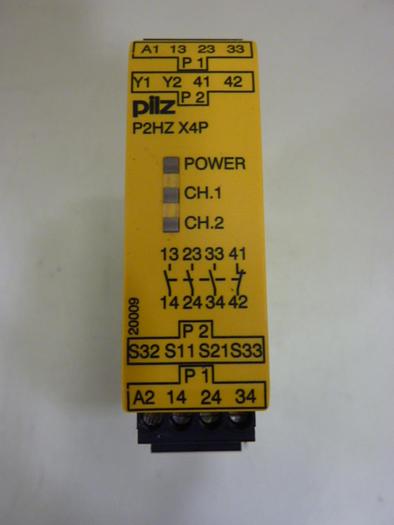 A1 13 23 33
P 1
Y1 Y2 41 42
P 2
pilz
P2HZ X4P
POWER
CH.1
CH.2
13 23 33 41
14 24 34 42
20009
P 2
S32 S11 S21 S33
P 1
A2 14 24 34